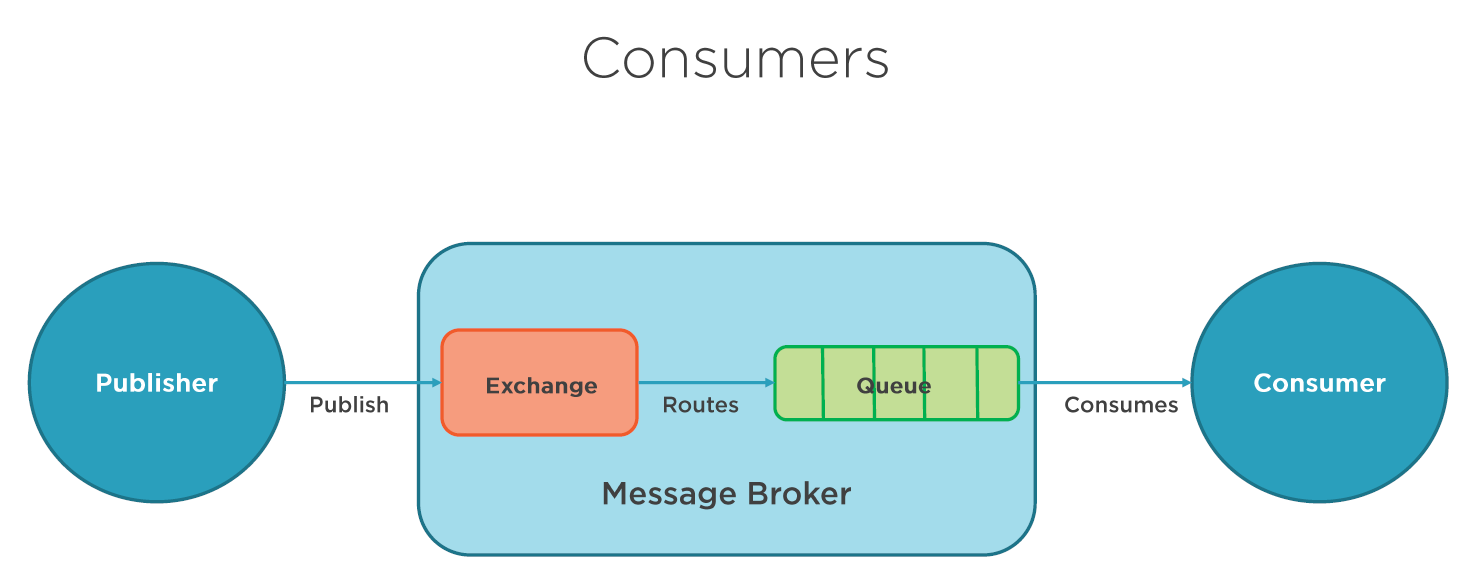 Consumers
Publisher
Publish
Exchange
Routes
Queue
Consumes
Consumer
Message Broker